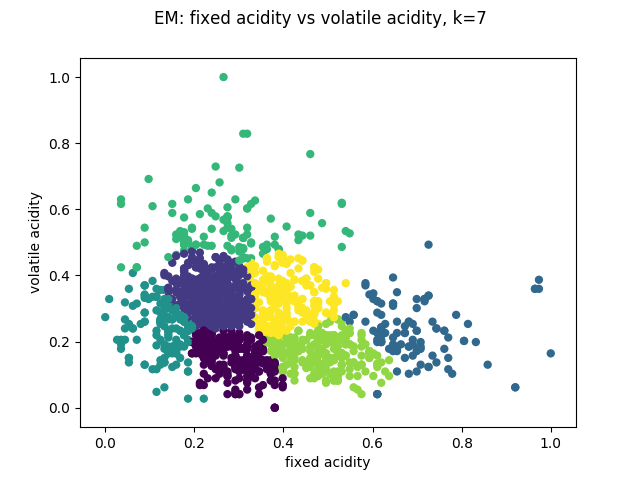 EM: fixed acidity vs volatile acidity, k=7
1.0
0.8
0.6
0.4
0.2
0.0
volatile acidity
0.0 0.2 0.4 0.6 0.8 1.0
fixed acidity